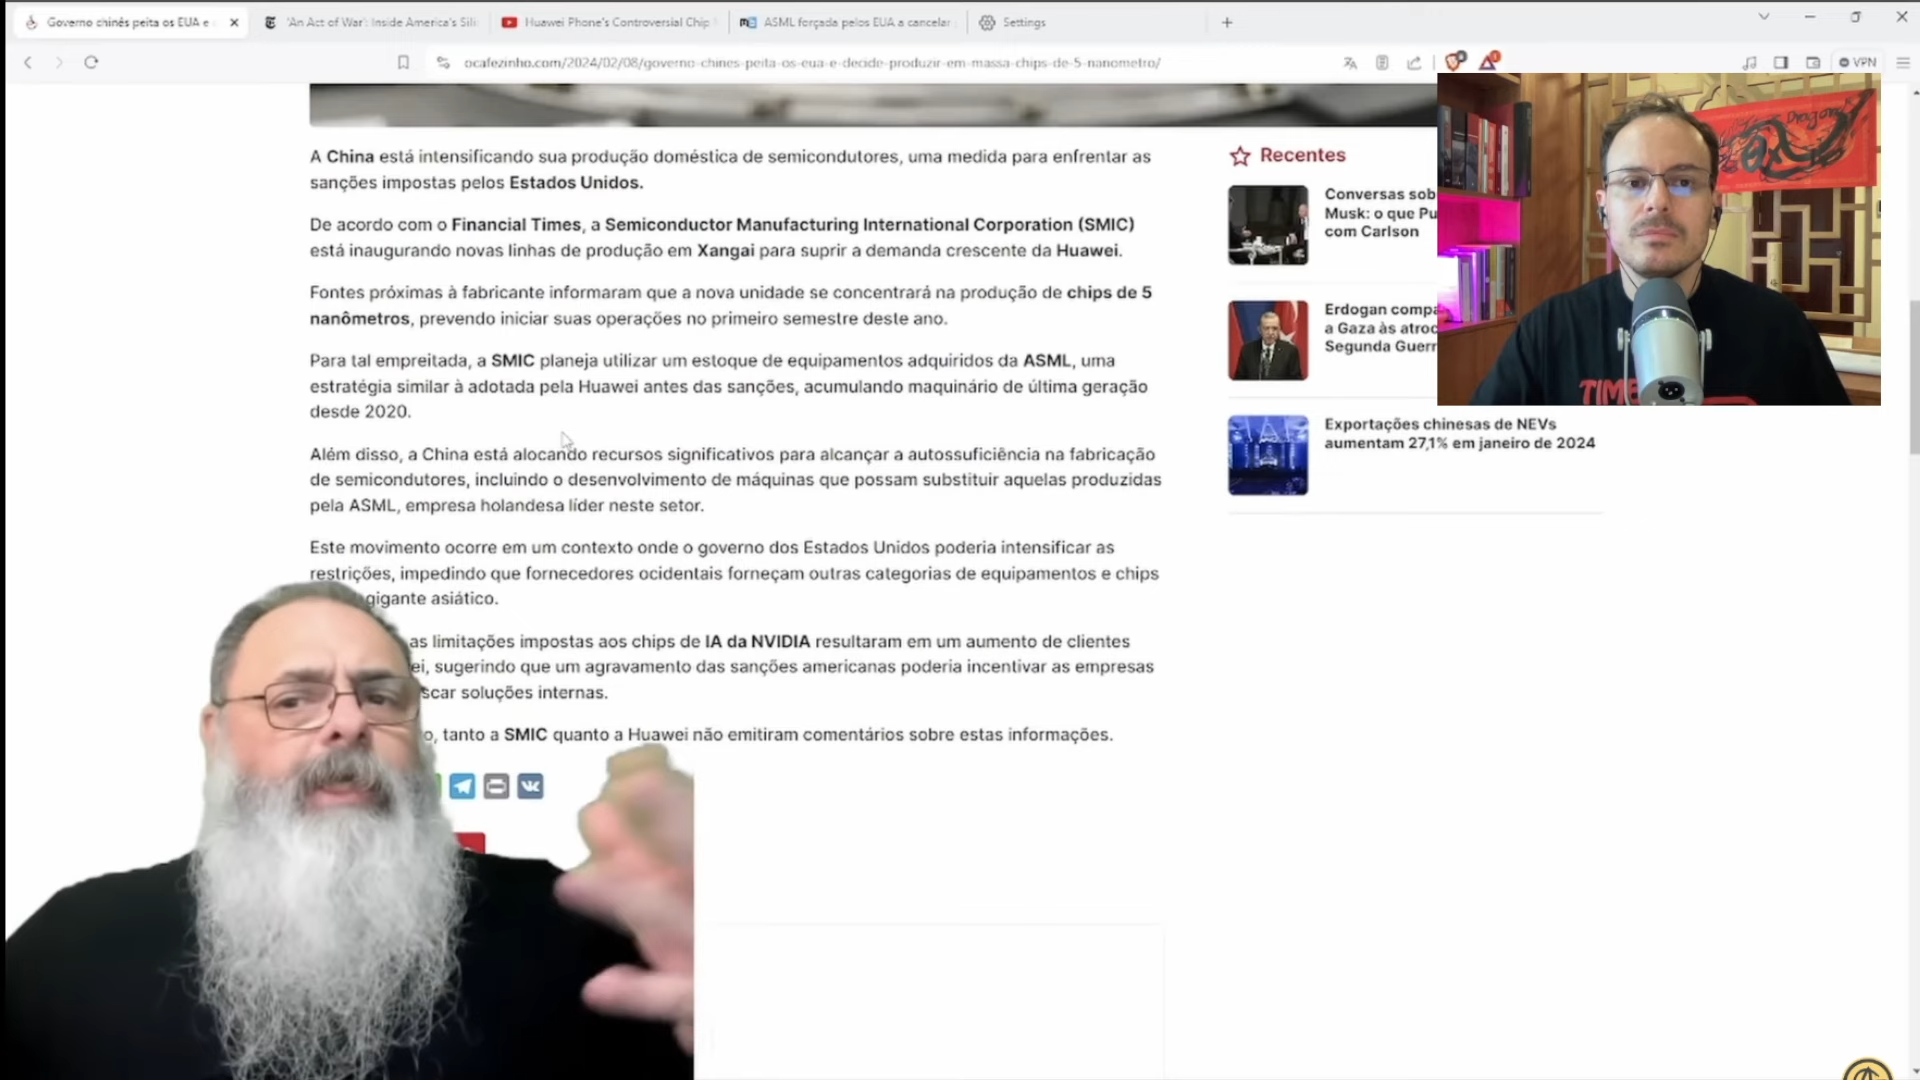 Governo chinês peita os EUA e
'An Act of War': Inside America's Sili
Huawei Phone's Controversial Chip
ASML forçada pelos EUA a cancelar
Settings
ocafezinho.com/2024/02/08/governo-chines-peita-os-eua-e-decide-produzir-em-massa-chips-de-5-nanometro/
VPN
A China está intensificando sua produção doméstica de semicondutores, uma medida para enfrentar as
sanções impostas pelos Estados Unidos.
De acordo com o Financial Times, a Semiconductor Manufacturing International Corporation (SMIC)
está inaugurando novas linhas de produção em Xangai para suprir a demanda crescente da Huawei.
Fontes próximas à fabricante informaram que a nova unidade se concentrará na produção de chips de 5
nanômetros, prevendo iniciar suas operações no primeiro semestre deste ano.
Para tal empreitada, a SMIC planeja utilizar um estoque de equipamentos adquiridos da ASML, uma
estratégia similar à adotada pela Huawei antes das sanções, acumulando maquinário de última geração
desde 2020.
Além disso, a China está alocando recursos significativos para alcançar a autossuficiência na fabricação
de semicondutores, incluindo o desenvolvimento de máquinas que possam substituir aquelas produzidas
pela ASML, empresa holandesa líder neste setor.
Este movimento ocorre em um contexto onde o governo dos Estados Unidos poderia intensificar as
restrições, impedindo que fornecedores ocidentais forneçam outras categorias de equipamentos e chips
gigante asiático.
as limitações impostas aos chips de IA da NVIDIA resultaram em um aumento de clientes
ei, sugerindo que um agravamento das sanções americanas poderia incentivar as empresas
scar soluções internas.
o, tanto a SMIC quanto a Huawei não emitiram comentários sobre estas informações.
Recentes
Conversas sob
Musk: o que Pu
com Carlson
Erdogan compa
a Gaza às atroc
Segunda Guerr
Exportações chinesas de NEVs
aumentam 27,1% em janeiro de 2024
Dragon
TIME